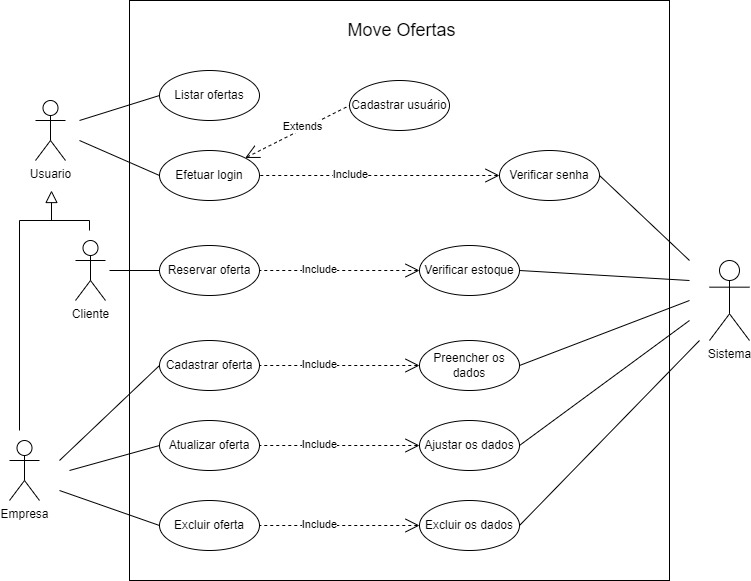 Move Ofertas
Listar ofertas
Cadastrar usuário
Extends
Usuario
Efetuar login
Include
Verificar senha
Reservar oferta
Include
Verificar estoque
Cliente
Sistema
Cadastrar oferta
Include
Preencher os
dados
Atualizar oferta
Include
Ajustar os dados
Empresa
Excluir oferta
Include
Excluir os dados